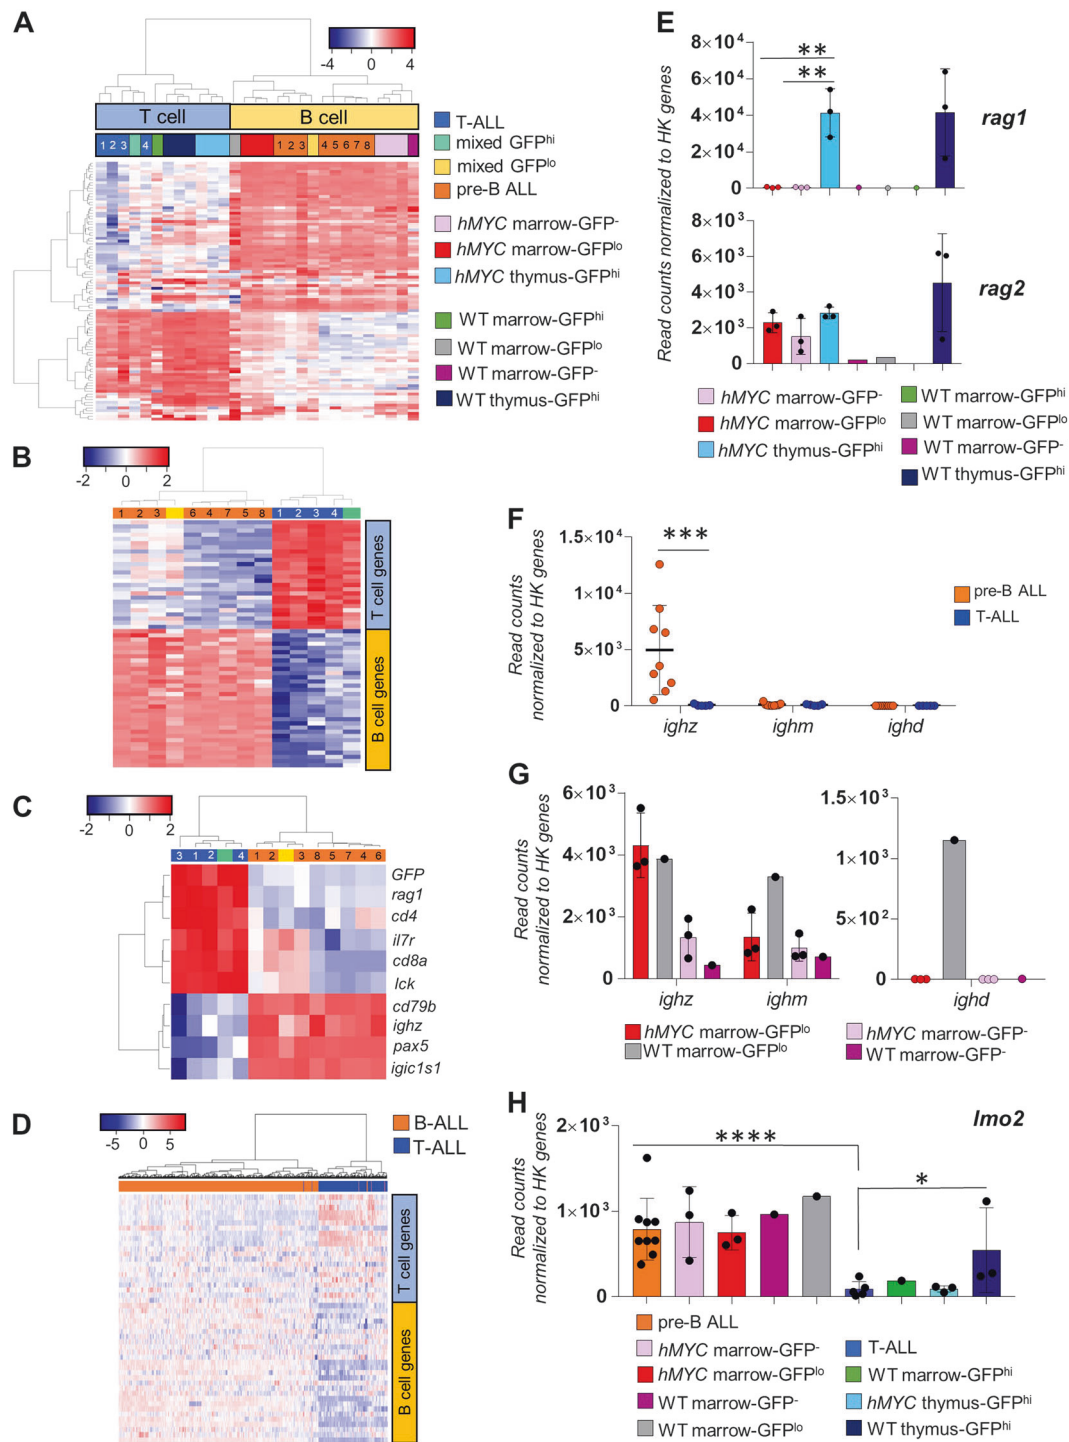 A
-4 0 4
T cell B cell
1 2 3 4 1 2 3 4 5 6 7 8
T-ALL
mixed GFPhi
mixed GFPlo
pre-B ALL
hMYC marrow-GFP-
hMYC marrow-GFPlo
hMYC thymus-GFPhi
WT marrow-GFPhi
WT marrow-GFPlo
WT marrow-GFP-
WT thymus-GFPhi
B
-2 0 2
1 2 3 6 4 7 5 8 1 2 3 4
T cell genes
B cell genes
C
-2 0 2
3 1 2 4 1 2 3 8 5 7 4 6
GFP
rag1
cd4
il7r
cd8a
lck
cd79b
ighz
pax5
igic1s1
D
-5 0 5
B-ALL
T-ALL
T cell genes
B cell genes
E
Read counts normalized to HK genes
8×10⁴
6×10⁴
4×10⁴
2×10⁴
0
**
**
rag1
8×10³
6×10³
4×10³
2×10³
0
rag2
hMYC marrow-GFP-
hMYC marrow-GFPlo
hMYC thymus-GFPhi
WT marrow-GFPhi
WT marrow-GFPlo
WT marrow-GFP-
WT thymus-GFPhi
F
Read counts
normalized to HK genes
1.5×10⁴
1×10⁴
5×10³
0
***
ighz ighm ighd
pre-B ALL
T-ALL
G
Read counts
normalized to HK genes
6×10³
4×10³
2×10³
0
ighz ighm
1.5×10³
1×10³
5×10²
0
ighd
hMYC marrow-GFPlo
WT marrow-GFPlo
hMYC marrow-GFP-
WT marrow-GFP-
H
lmo2
Read counts
normalized to HK genes
2×10³
1×10³
0
****
*
pre-B ALL
hMYC marrow-GFP-
hMYC marrow-GFPlo
WT marrow-GFP-
WT marrow-GFPlo
T-ALL
WT marrow-GFPhi
hMYC thymus-GFPhi
WT thymus-GFPhi